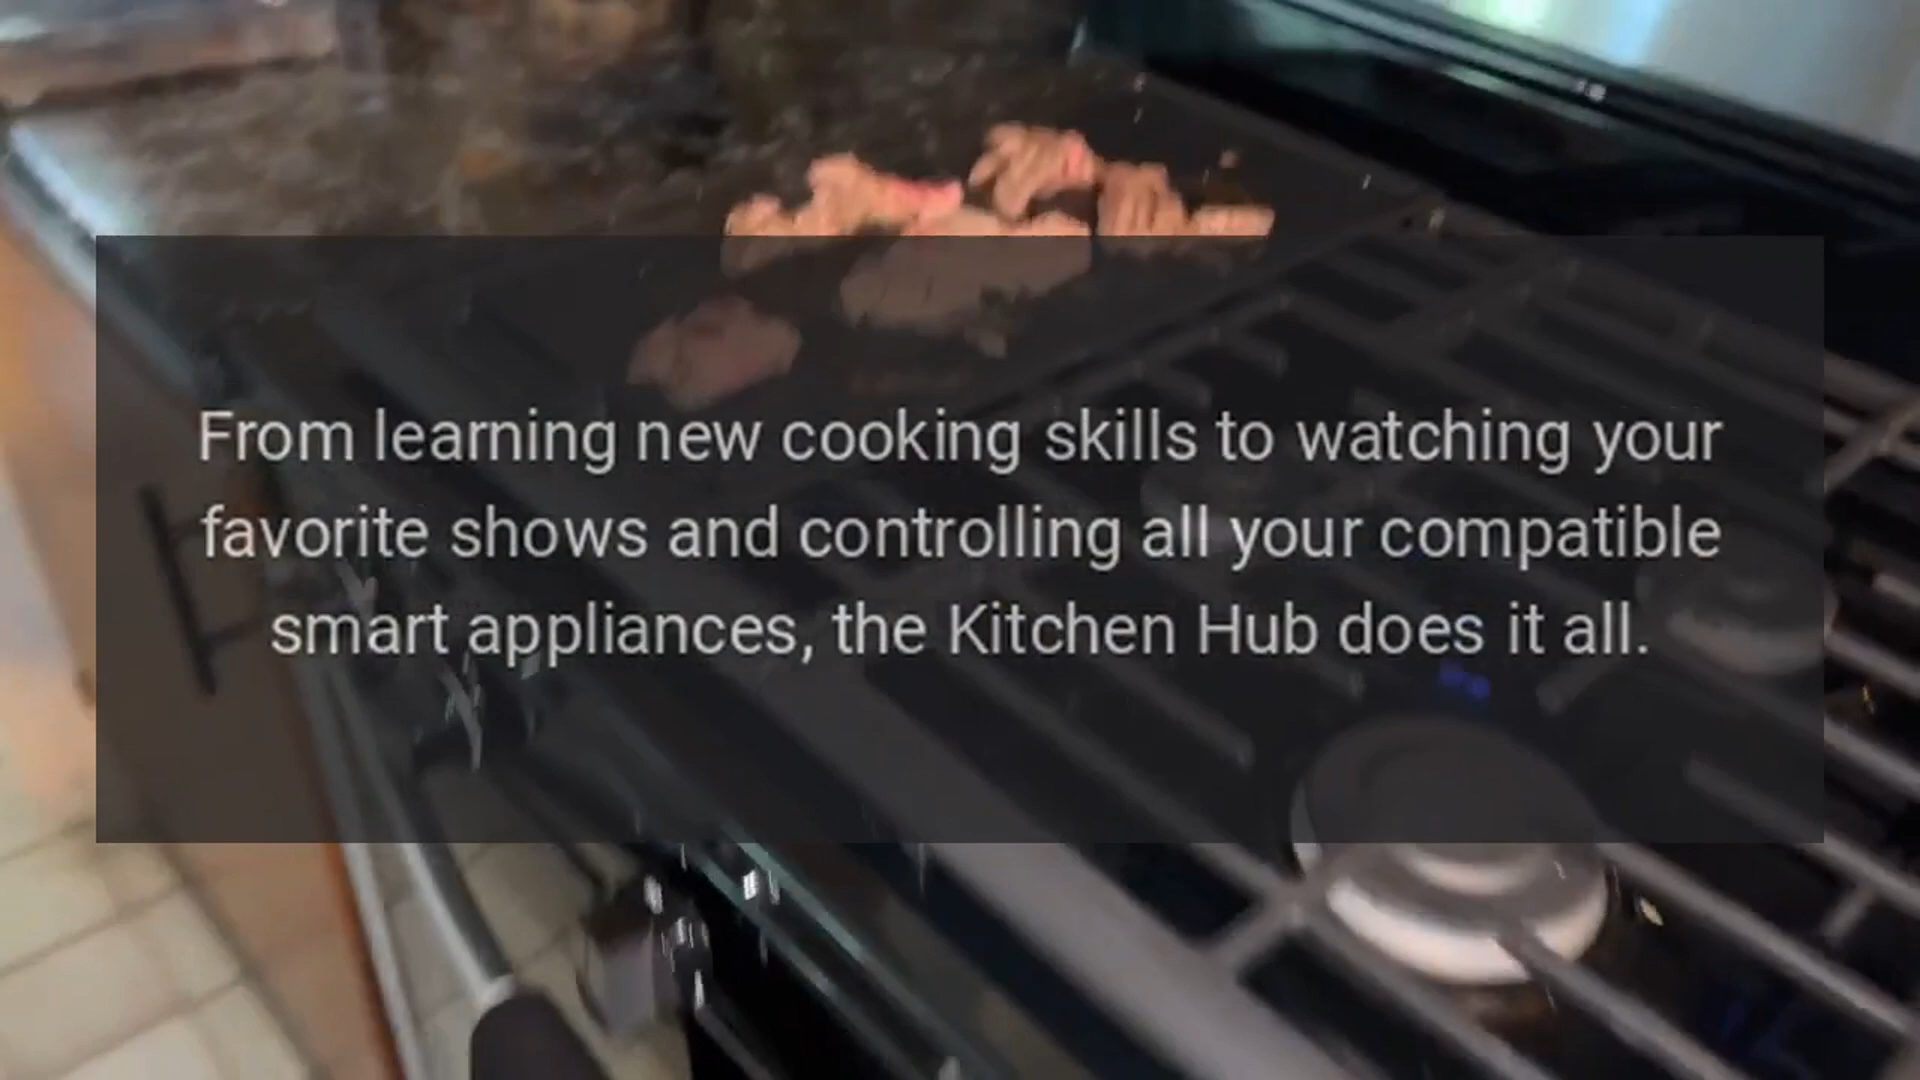 From learning new cooking skills to watching your
favorite shows and controlling all your compatible
smart appliances, the Kitchen Hub does it all.